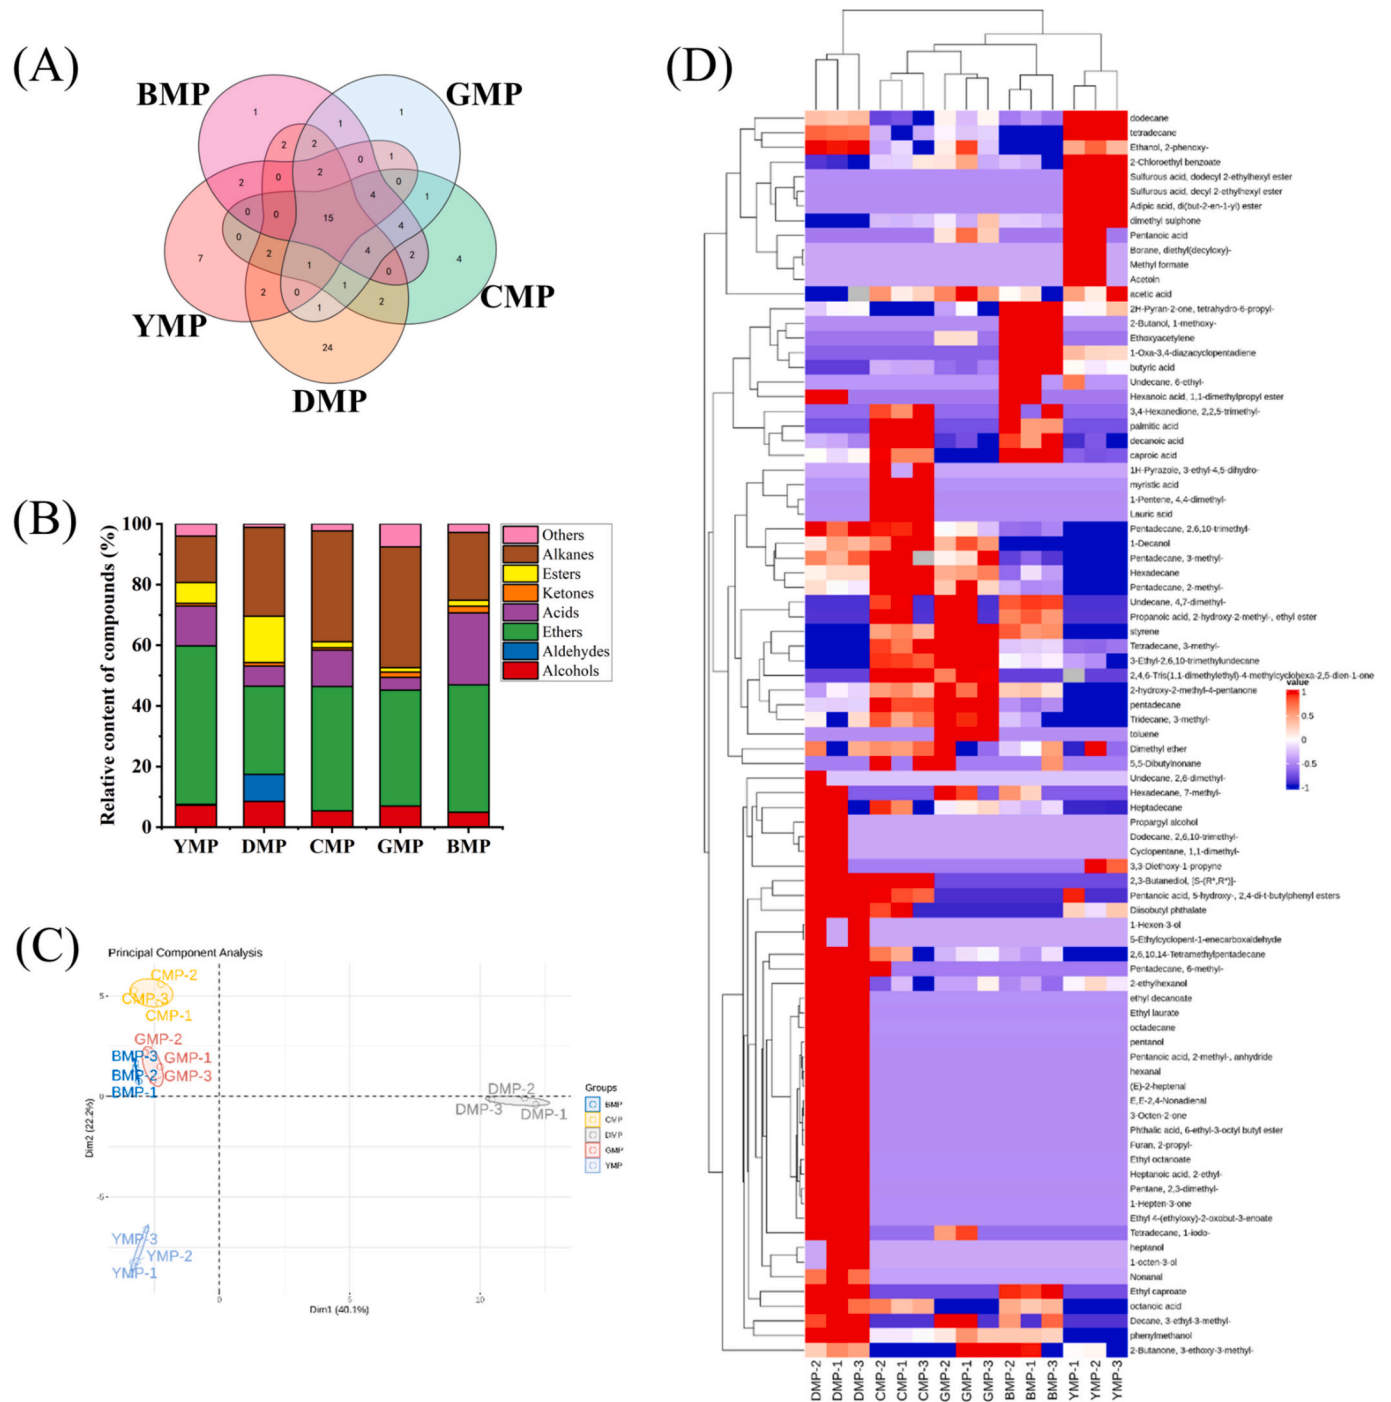 (A)
BMP
GMP
CMP
YMP
DMP
1
1
1
2
2
0
1
2
0
2
0
4
1
0
0
15
4
0
2
4
2
7
4
1
0
2
0
1
2
1
24
(B)
Relative content of compounds (%)
100
80
60
40
20
0
YMP
DMP
CMP
GMP
BMP
Others
Alkanes
Esters
Ketones
Acids
Ethers
Aldehydes
Alcohols
(C)
Principal Component Analysis
CMP-2
CMP-3
CMP-1
GMP-2
BMP-3
GMP-1
BMP-2
GMP-3
BMP-1
DMP-2
DMP-3
DMP-1
YMP-3
YMP-2
YMP-1
5
0
-5
0
5
10
Dim1 (40.1%)
Dim2 (22.2%)
Groups
BMP
CMP
DMP
GMP
YMP
(D)
dodecane
tetradecane
Ethanol, 2-phenoxy-
2-Chloroethyl benzoate
Sulfurous acid, dodecyl 2-ethylhexyl ester
Sulfurous acid, decyl 2-ethylhexyl ester
Adipic acid, di(but-2-en-1-yl) ester
dimethyl sulphone
Pentanoic acid
Borane, diethyl(decyloxy)-
Methyl formate
Acetoin
acetic acid
2H-Pyran-2-one, tetrahydro-6-propyl-
2-Butanol, 1-methoxy-
Ethoxyacetylene
1-Oxa-3,4-diazacyclopentadiene
butyric acid
Undecane, 6-ethyl-
Hexanoic acid, 1,1-dimethylpropyl ester
3,4-Hexanedione, 2,2,5-trimethyl-
palmitic acid
decanoic acid
caproic acid
1H-Pyrazole, 3-ethyl-4,5-dihydro-
myristic acid
1-Pentene, 4,4-dimethyl-
Lauric acid
Pentadecane, 2,6,10-trimethyl-
1-Decanol
Pentadecane, 3-methyl-
Hexadecane
Pentadecane, 2-methyl-
Undecane, 4,7-dimethyl-
Propanoic acid, 2-hydroxy-2-methyl-, ethyl ester
styrene
Tetradecane, 3-methyl-
3-Ethyl-2,6,10-trimethylundecane
2,4,6-Tris(1,1-dimethylethyl)-4-methylcyclohexa-2,5-dien-1-one
2-hydroxy-2-methyl-4-pentanone
pentadecane
Tridecane, 3-methyl-
toluene
Dimethyl ether
5,5-Dibutylnonane
Undecane, 2,6-dimethyl-
Hexadecane, 7-methyl-
Heptadecane
Propargyl alcohol
Dodecane, 2,6,10-trimethyl-
Cyclopentane, 1,1-dimethyl-
3,3-Diethoxy-1-propyne
2,3-Butanediol, [S-(R*,R*)]-
Pentanoic acid, 5-hydroxy-, 2,4-di-t-butylphenyl esters
Diisobutyl phthalate
1-Hexen-3-ol
5-Ethylcyclopent-1-enecarboxaldehyde
2,6,10,14-Tetramethylpentadecane
Pentadecane, 6-methyl-
2-ethylhexanol
ethyl decanoate
Ethyl laurate
octadecane
pentanol
Pentanoic acid, 2-methyl-, anhydride
hexanal
(E)-2-heptenal
E,E-2,4-Nonadienal
3-Octen-2-one
Phthalic acid, 6-ethyl-3-octyl butyl ester
Furan, 2-propyl-
Ethyl octanoate
Heptanoic acid, 2-ethyl-
Pentane, 2,3-dimethyl-
1-Hepten-3-one
Ethyl 4-(ethyloxy)-2-oxobut-3-enoate
Tetradecane, 1-iodo-
heptanol
1-octen-3-ol
Nonanal
Ethyl caproate
octanoic acid
Decane, 3-ethyl-3-methyl-
phenylmethanol
2-Butanone, 3-ethoxy-3-methyl-
value
1
0.5
0
-0.5
-1
DMP-2
DMP-1
DMP-3
CMP-2
CMP-1
CMP-3
GMP-2
GMP-1
GMP-3
BMP-2
BMP-1
BMP-3
YMP-1
YMP-2
YMP-3